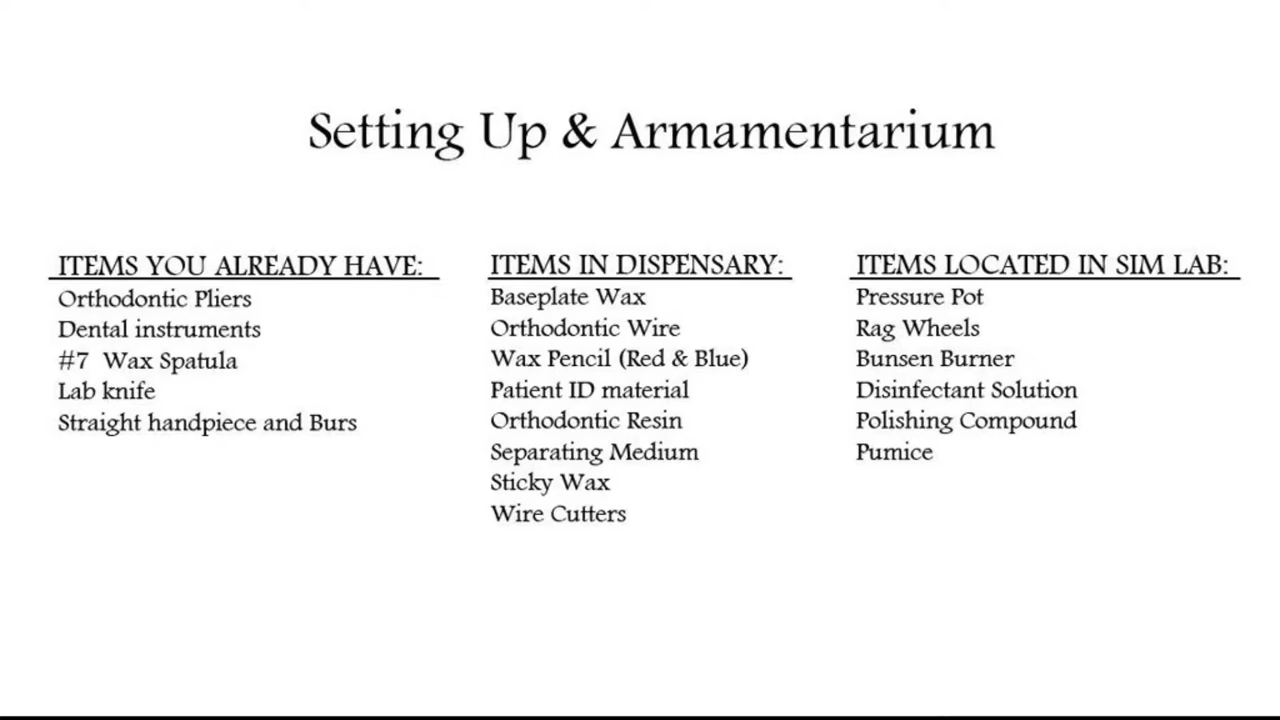 Setting Up & Armamentarium
ITEMS YOU ALREADY HAVE:
Orthodontic Pliers
Dental instruments
#7  Wax Spatula
Lab knife
Straight handpiece and Burs
ITEMS IN DISPENSARY:
Baseplate Wax
Orthodontic Wire
Wax Pencil (Red & Blue)
Patient ID material
Orthodontic Resin
Separating Medium
Sticky Wax
Wire Cutters
ITEMS LOCATED IN SIM LAB:
Pressure Pot
Rag Wheels
Bunsen Burner
Disinfectant Solution
Polishing Compound
Pumice